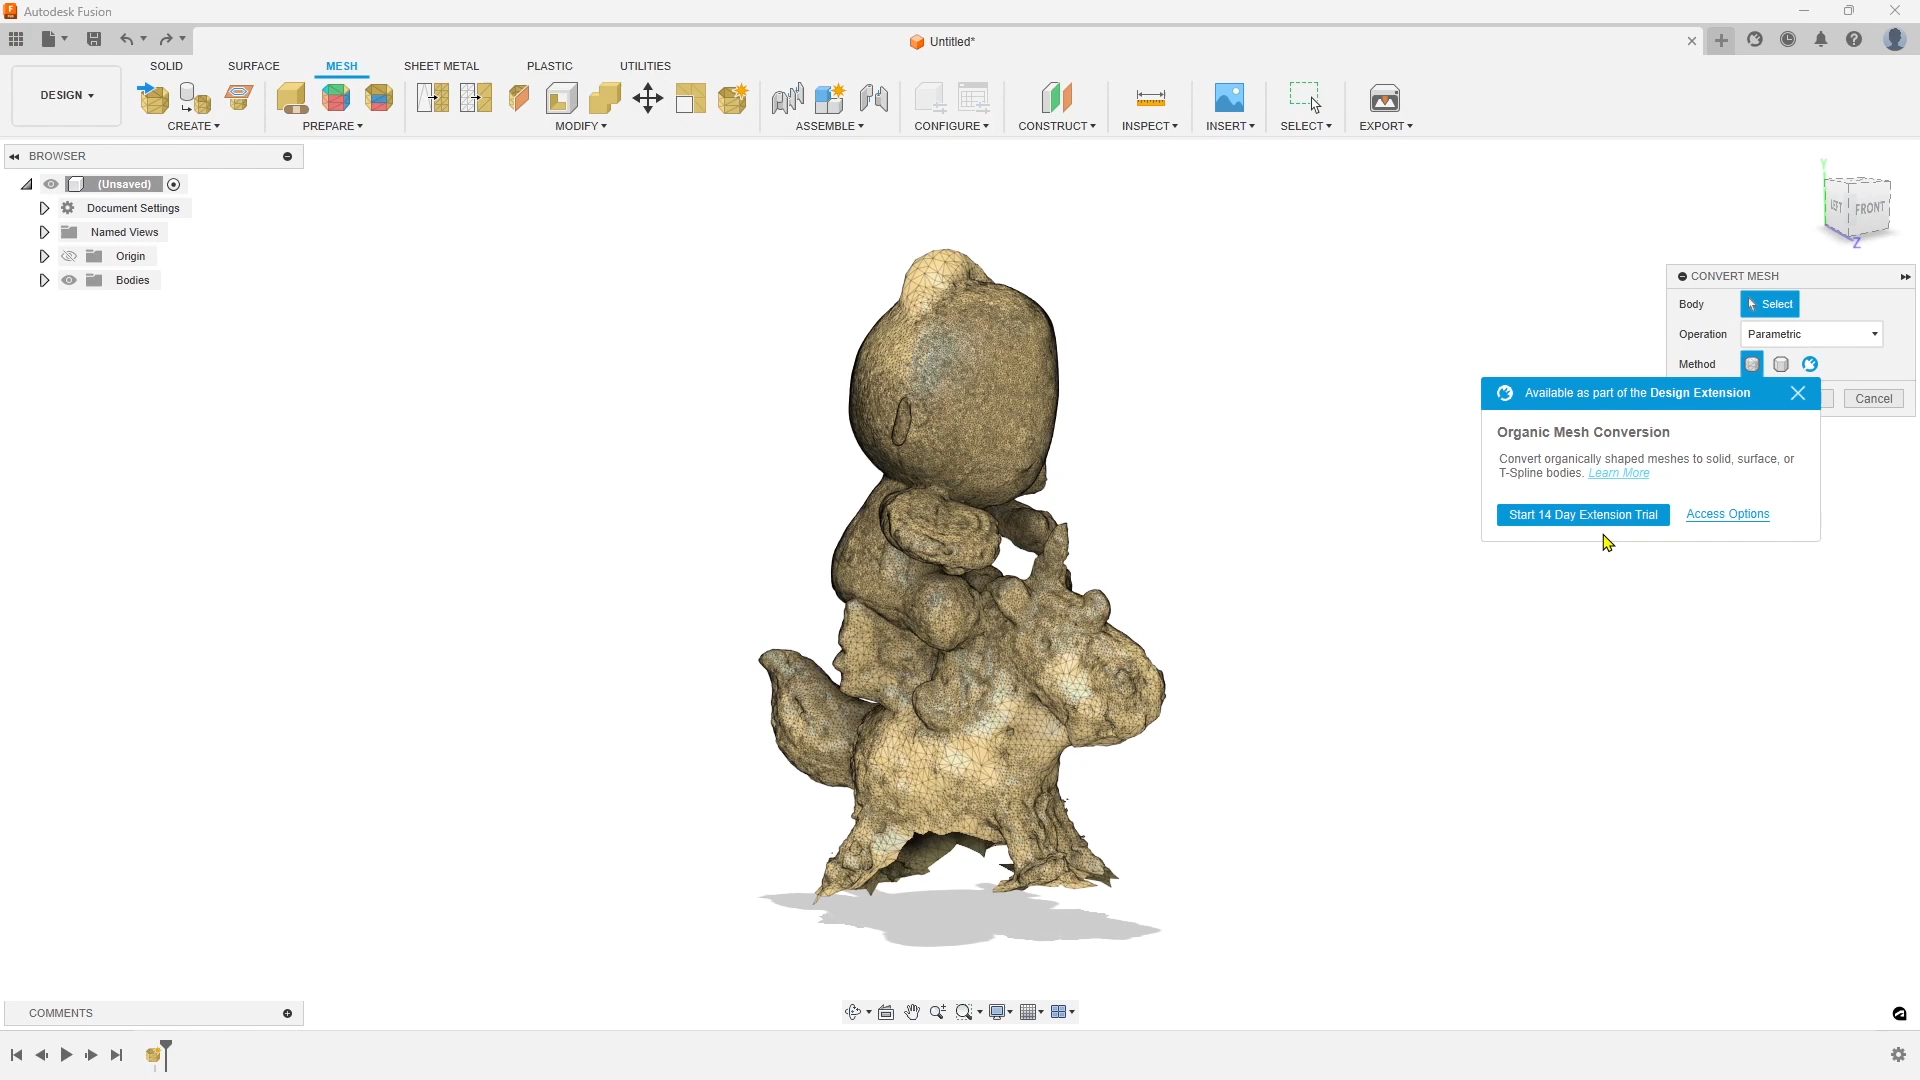 Autodesk Fusion
Untitled*
DESIGN
SOLID
SURFACE
MESH
SHEET METAL
PLASTIC
UTILITIES
CREATE
PREPARE
MODIFY
ASSEMBLE
CONFIGURE
CONSTRUCT
INSPECT
INSERT
SELECT
EXPORT
BROWSER
(Unsaved)
Document Settings
Named Views
Origin
Bodies
Y
LEFT
FRONT
Z
CONVERT MESH
Body
Select
Operation
Parametric
Method
Cancel
Available as part of the Design Extension
Organic Mesh Conversion
Convert organically shaped meshes to solid, surface, or
T-Spline bodies. Learn More
Start 14 Day Extension Trial
Access Options
COMMENTS